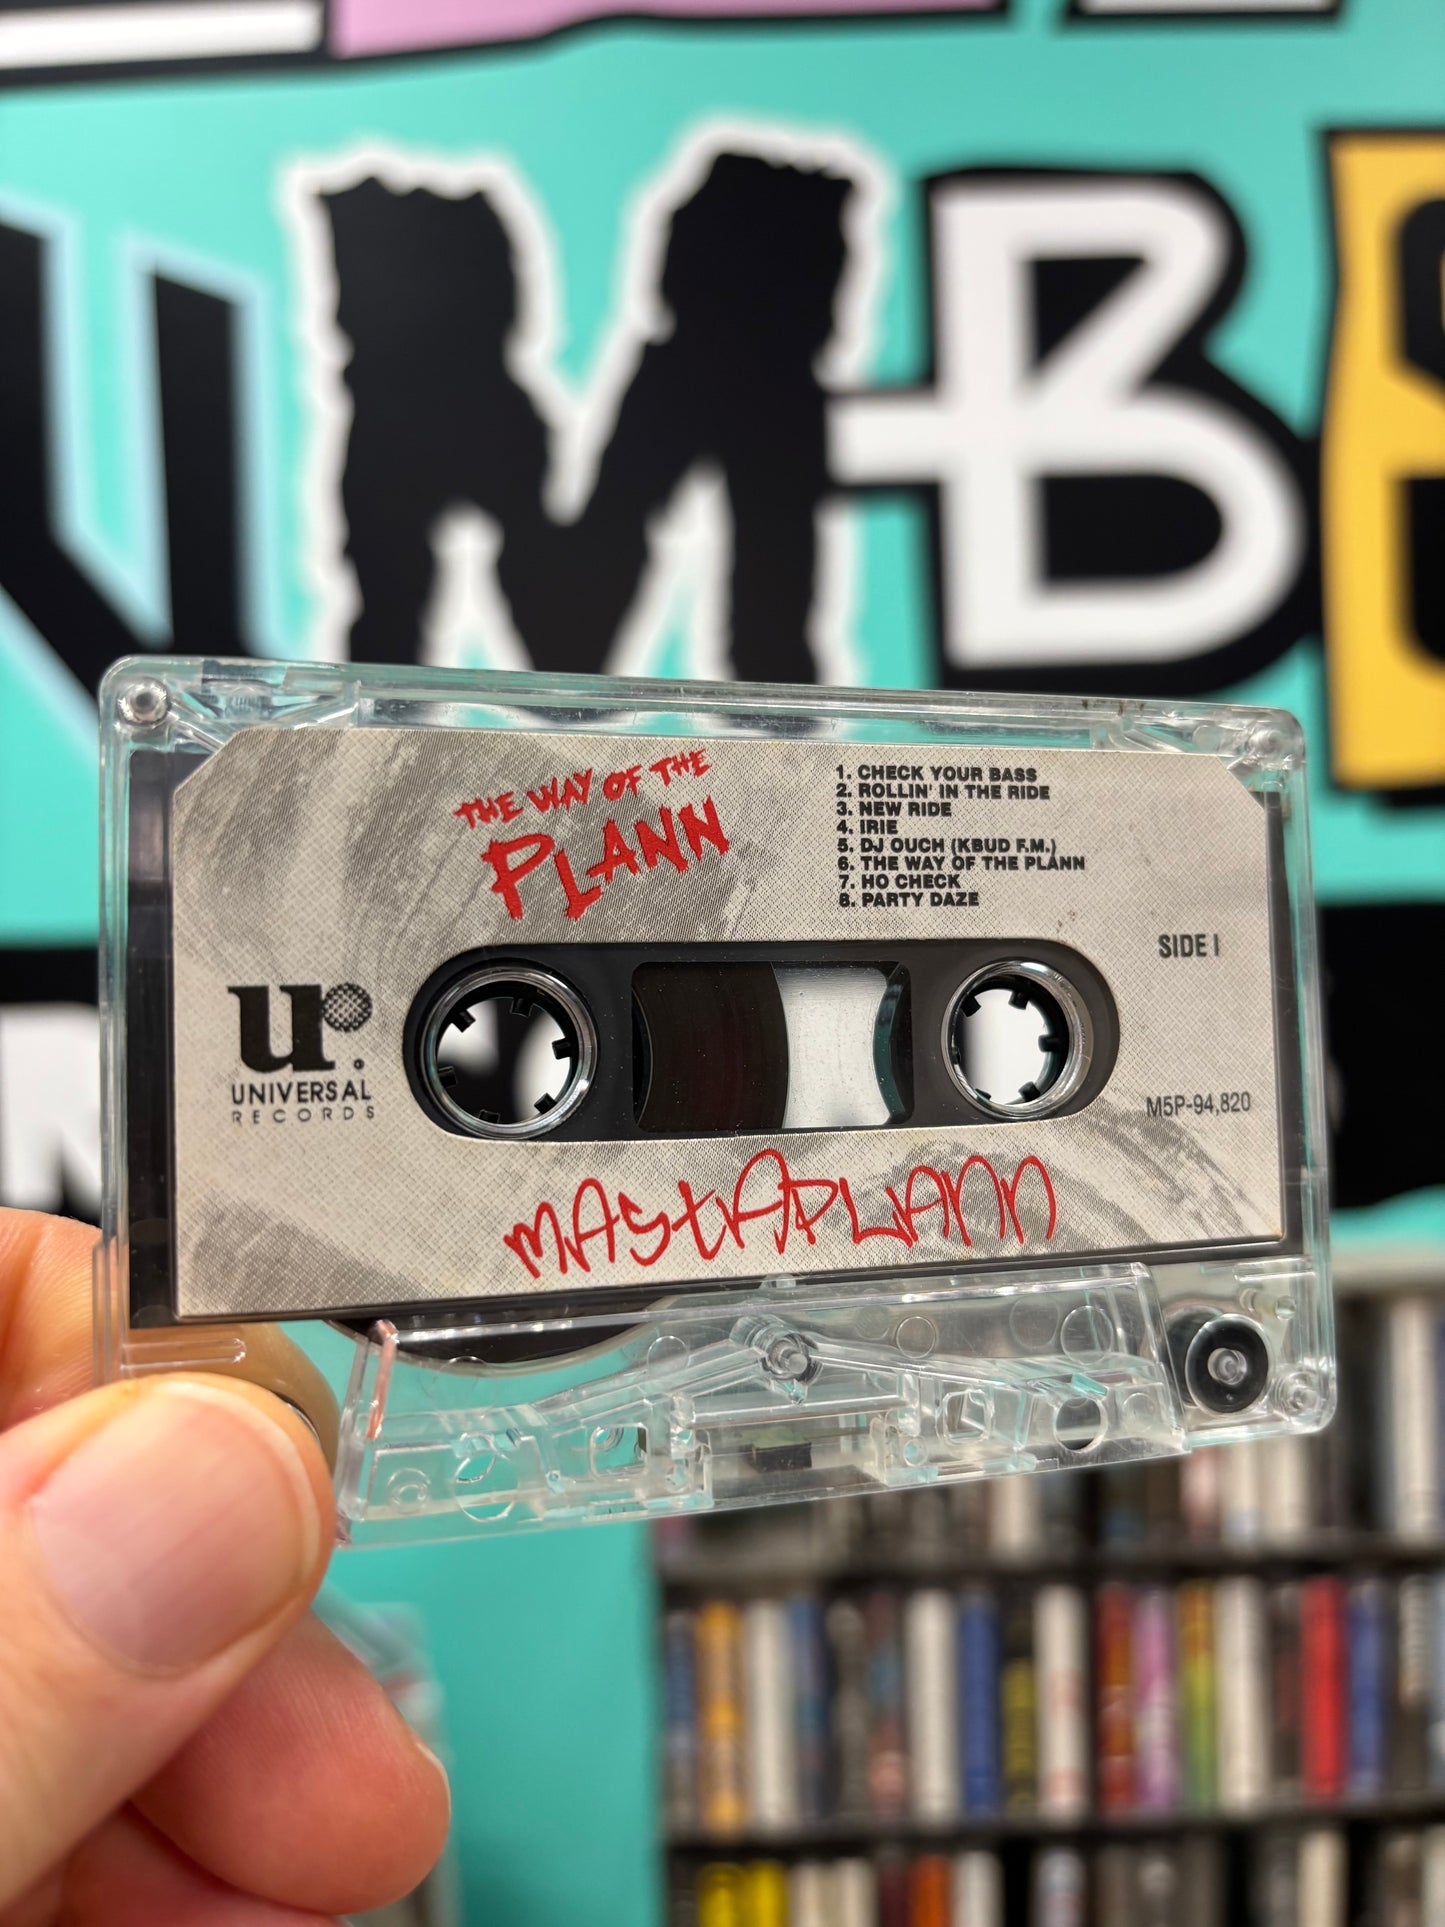 MB
THE WAY OF THE
PLANN
1. CHECK YOUR BASS
2. ROLLIN' IN THE RIDE
3. NEW RIDE
4. IRIE
5. DJ OUCH (KBUD F.M.)
6. THE WAY OF THE PLANN
7. HO CHECK
8. PARTY DAZE
SIDE I
ur
UNIVERSAL
RECORDS
M5P-94,820
MASTAPLANN